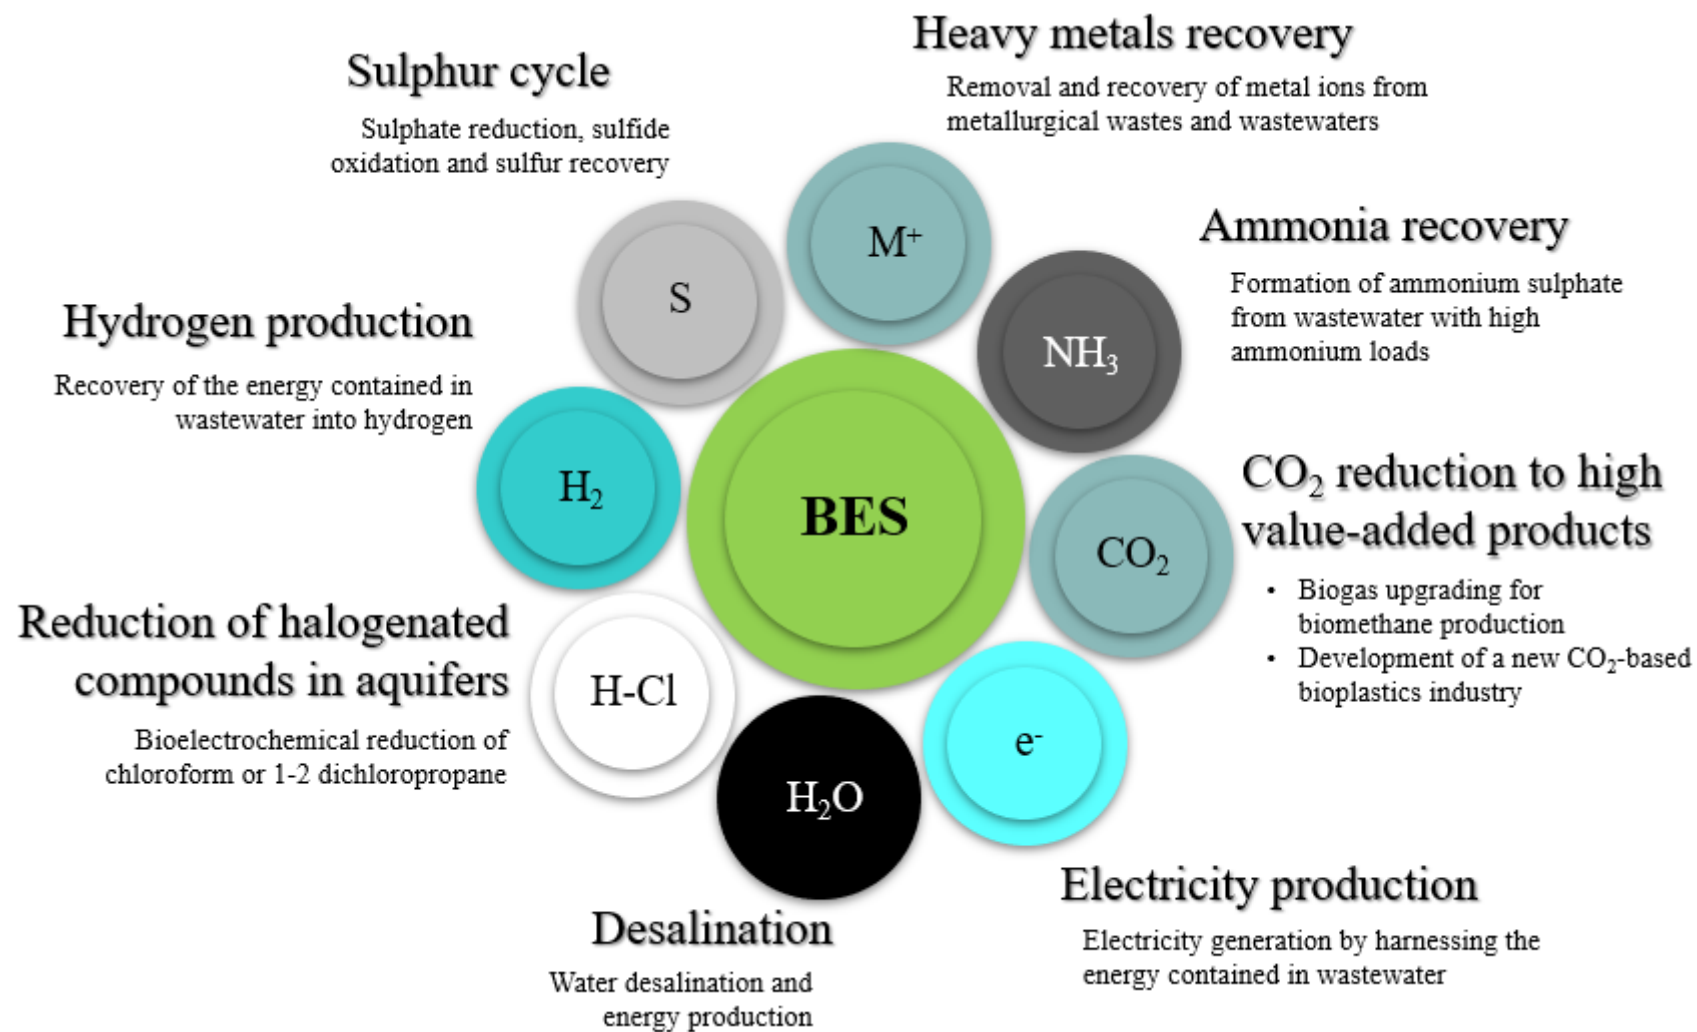 Heavy metals recovery
Removal and recovery of metal ions from
metallurgical wastes and wastewaters
Sulphur cycle
Sulphate reduction, sulfide
oxidation and sulfur recovery
M⁺
Ammonia recovery
Formation of ammonium sulphate
from wastewater with high
ammonium loads
S
NH₃
Hydrogen production
Recovery of the energy contained in
wastewater into hydrogen
H₂
BES
CO₂
CO₂ reduction to high
value-added products
• Biogas upgrading for
biomethane production
• Development of a new CO₂-based
bioplastics industry
Reduction of halogenated
compounds in aquifers
Bioelectrochemical reduction of
chloroform or 1-2 dichloropropane
H-Cl
H₂O
e⁻
Electricity production
Electricity generation by harnessing the
energy contained in wastewater
Desalination
Water desalination and
energy production